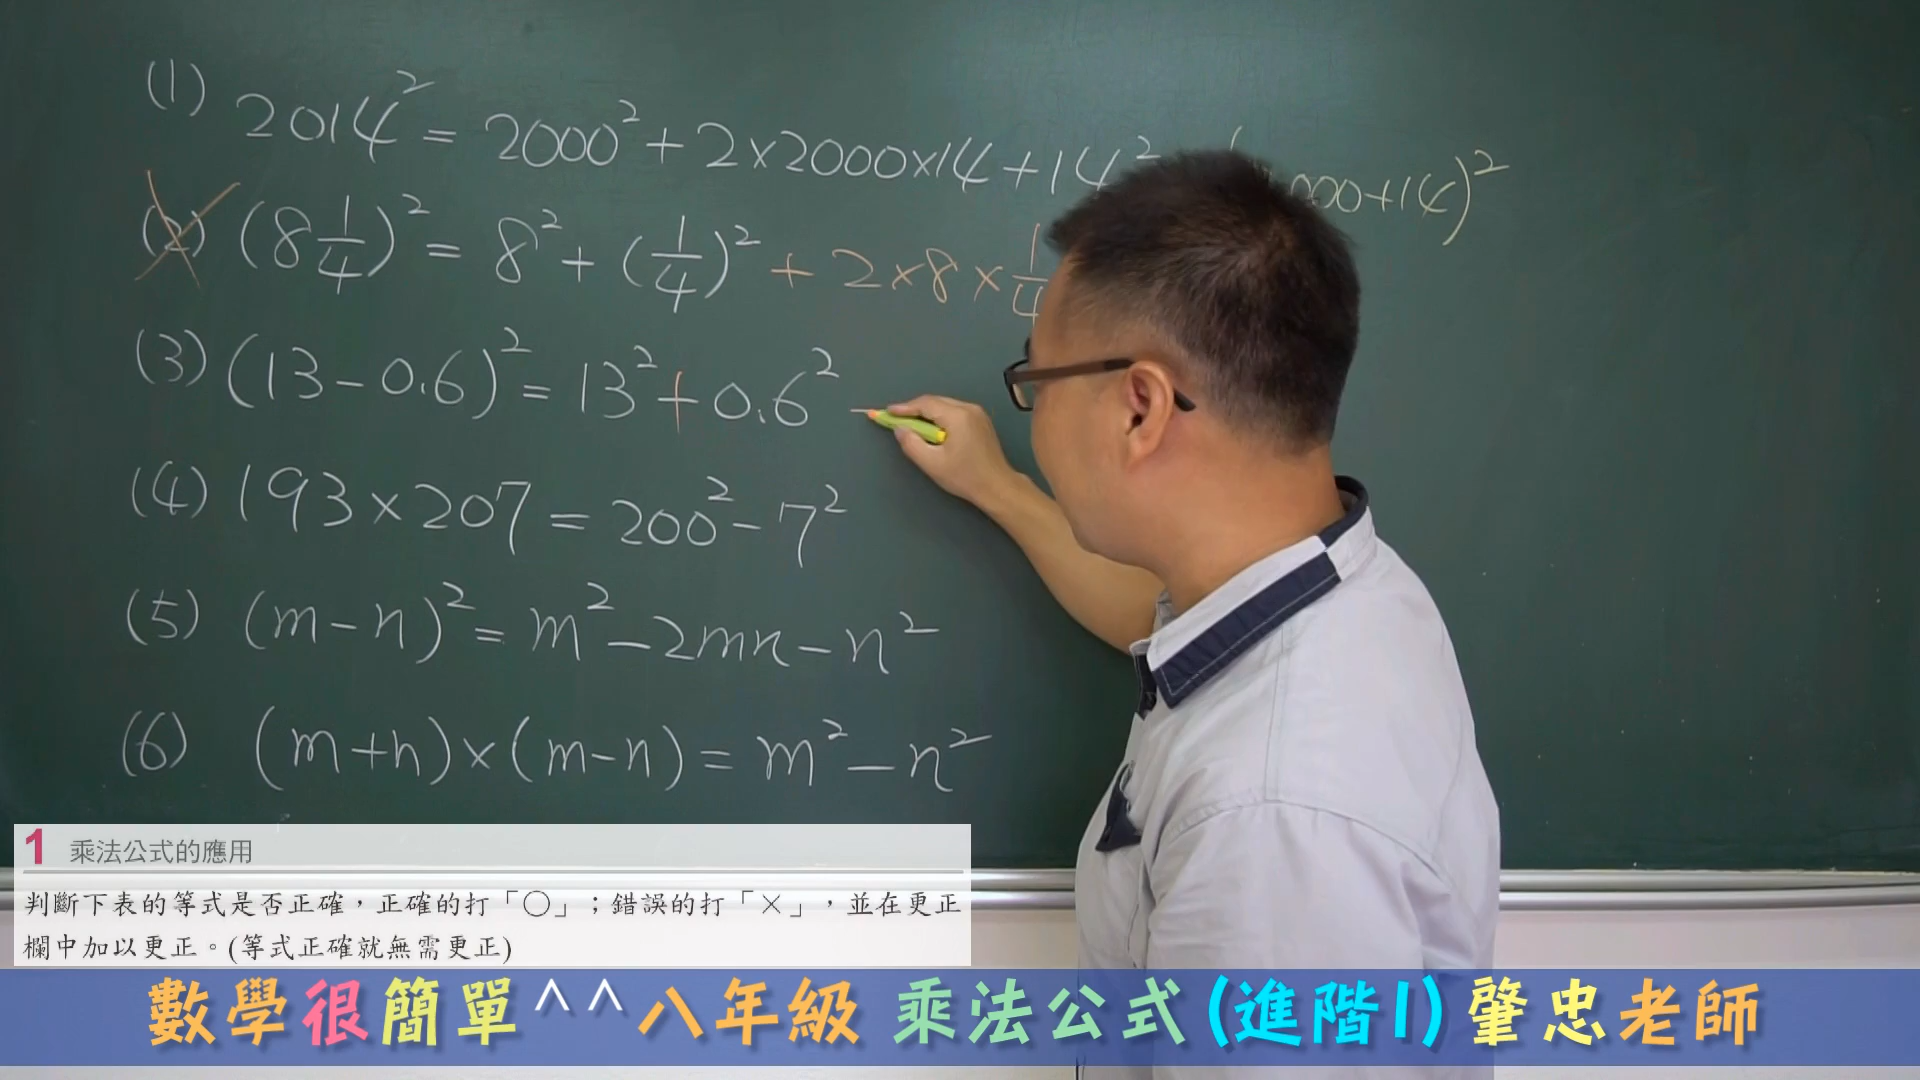 (1) 2014² = 2000² + 2×2000×14 + 14² 000+14)²
(2) (8 1/4)² = 8² + (1/4)² + 2×8×1/4
(3) (13-0.6)² = 13² + 0.6² -
(4) 193×207 = 200² - 7²
(5) (m-n)² = m² - 2mn - n²
(6) (m+n)×(m-n) = m² - n²
1 乘法公式的應用
判斷下表的等式是否正確,正確的打「○」;錯誤的打「×」,並在更正
欄中加以更正。(等式正確就無需更正)
數學很簡單^^八年級 乘法公式(進階1) 肇忠老師